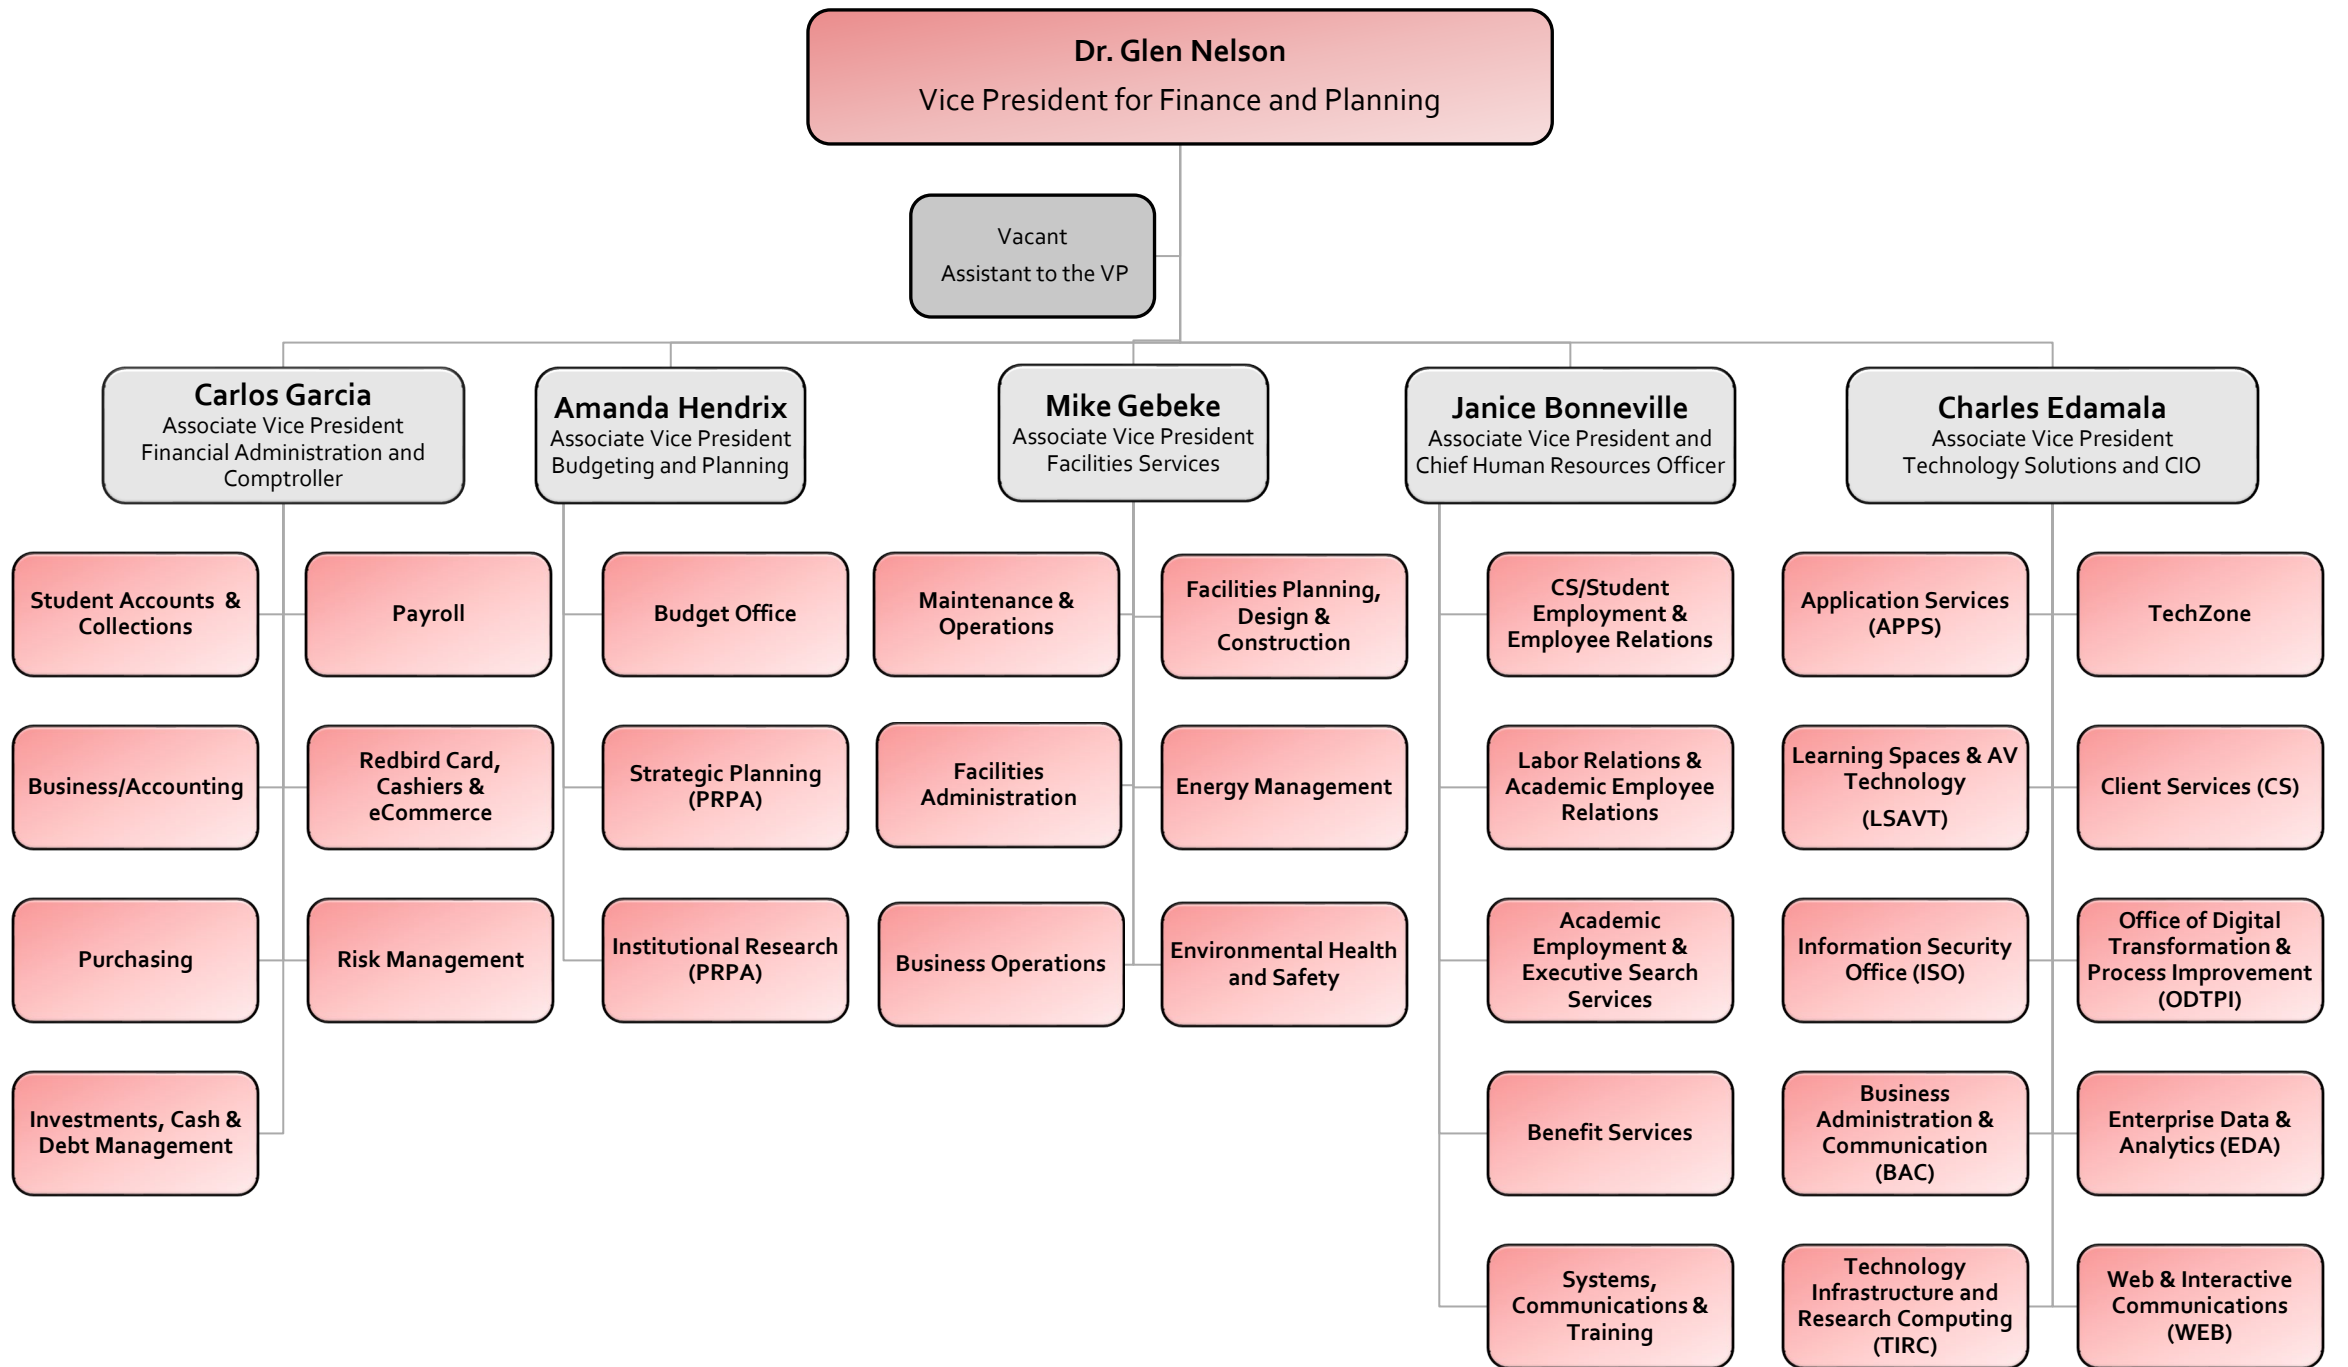 Dr. Glen Nelson
Vice President for Finance and Planning
Vacant
Assistant to the VP
Carlos Garcia
Associate Vice President
Financial Administration and
Comptroller
Amanda Hendrix
Associate Vice President
Budgeting and Planning
Mike Gebeke
Associate Vice President
Facilities Services
Janice Bonneville
Associate Vice President and
Chief Human Resources Officer
Charles Edamala
Associate Vice President
Technology Solutions and CIO
Student Accounts &
Collections
Payroll
Budget Office
Maintenance &
Operations
Facilities Planning,
Design &
Construction
CS/Student
Employment &
Employee Relations
Application Services
(APPS)
TechZone
Business/Accounting
Redbird Card,
Cashiers &
eCommerce
Strategic Planning
(PRPA)
Facilities
Administration
Energy Management
Labor Relations &
Academic Employee
Relations
Learning Spaces & AV
Technology
(LSAVT)
Client Services (CS)
Purchasing
Risk Management
Institutional Research
(PRPA)
Business Operations
Environmental Health
and Safety
Academic
Employment &
Executive Search
Services
Information Security
Office (ISO)
Office of Digital
Transformation &
Process Improvement
(ODTPI)
Investments, Cash &
Debt Management
Benefit Services
Business
Administration &
Communication
(BAC)
Enterprise Data &
Analytics (EDA)
Systems,
Communications &
Training
Technology
Infrastructure and
Research Computing
(TIRC)
Web & Interactive
Communications
(WEB)